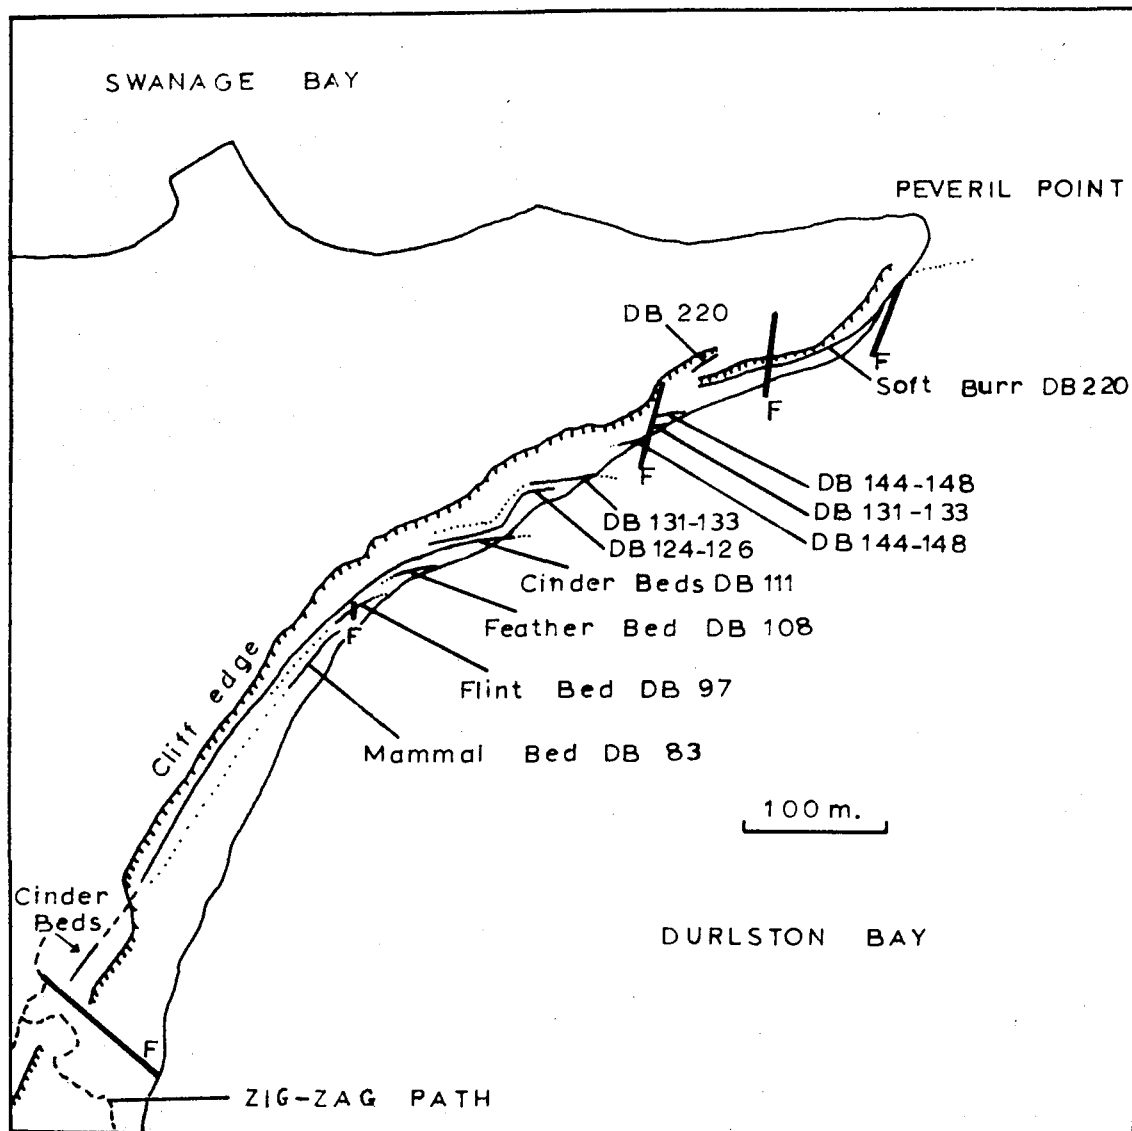 SWANAGE BAY
PEVERIL POINT
DB 220
F
Soft Burr DB 220
F
F
DB 144-148
DB 131-133
DB 131-133
DB 124-126
DB 144-148
Cinder Beds DB 111
Feather Bed DB 108
F
Flint Bed DB 97
Cliff edge
Mammal Bed DB 83
100 m.
Cinder
Beds
DURLSTON BAY
F
ZIG-ZAG PATH